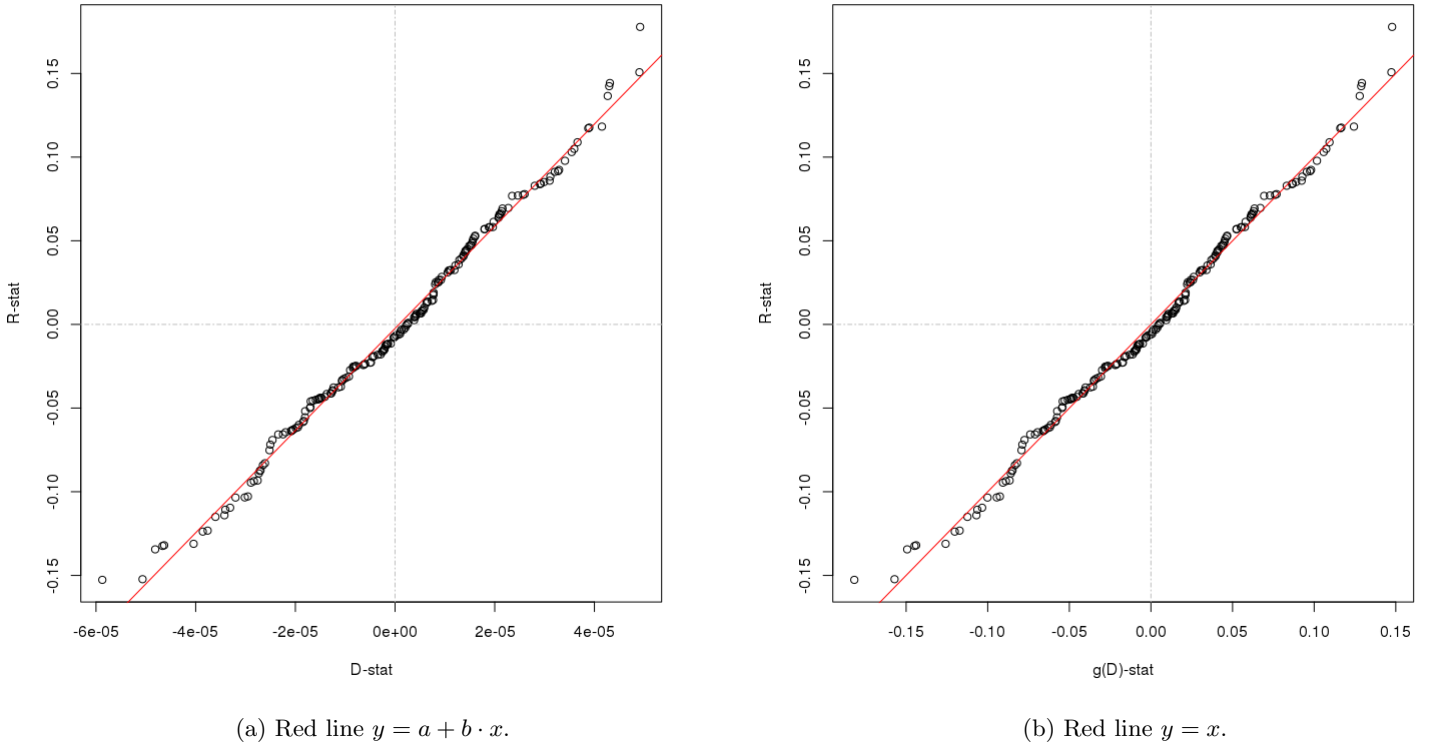 0.15
0.10
0.05
0.00
-0.05
-0.10
-0.15
R-stat
-6e-05 -4e-05 -2e-05 0e+00 2e-05 4e-05
D-stat
(a) Red line y = a + b · x.
0.15
0.10
0.05
0.00
-0.05
-0.10
-0.15
R-stat
-0.15 -0.10 -0.05 0.00 0.05 0.10 0.15
g(D)-stat
(b) Red line y = x.